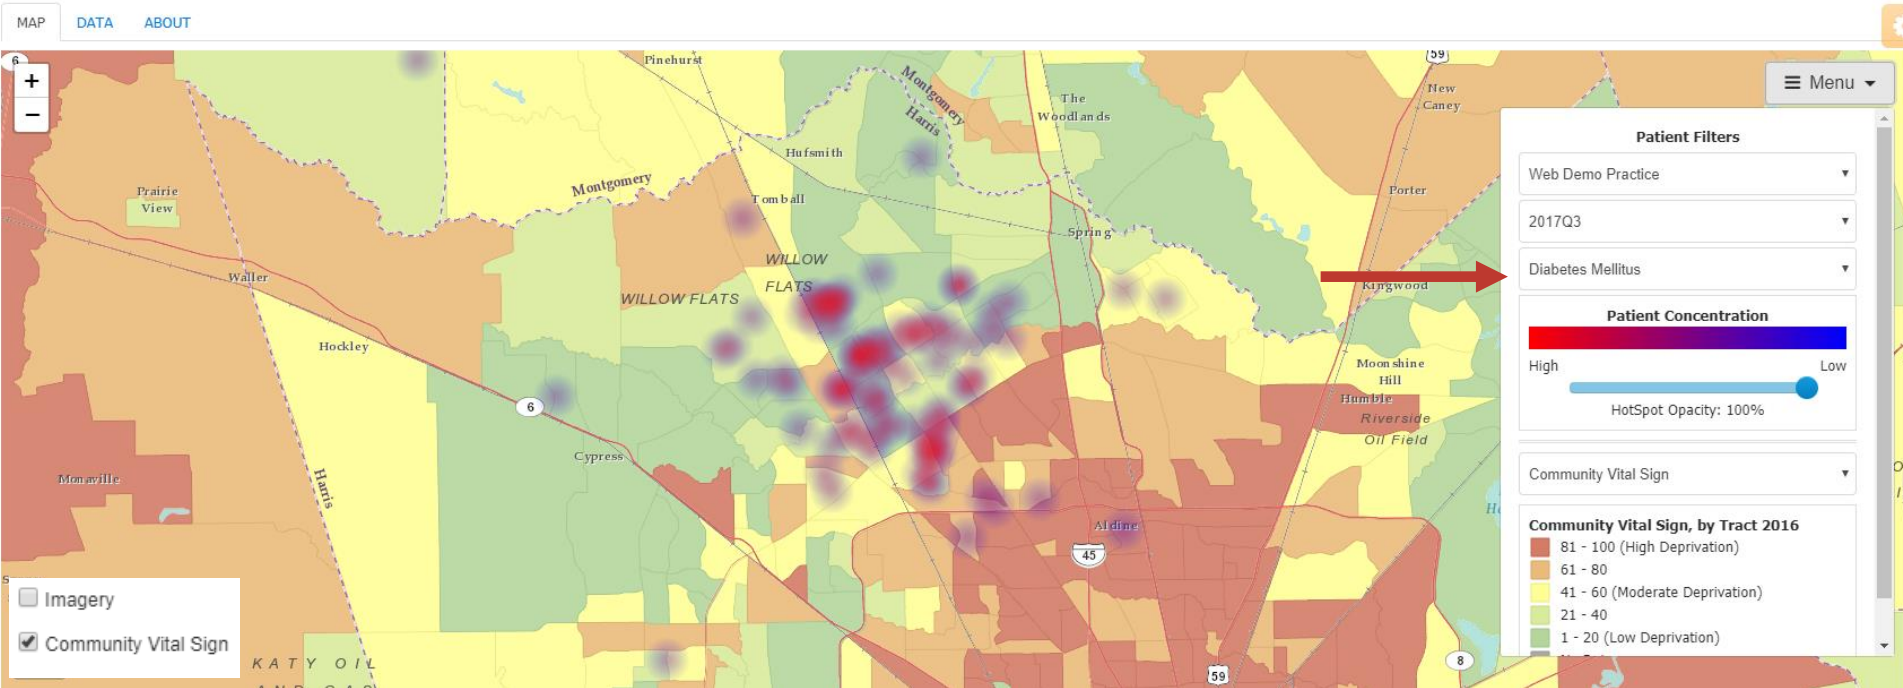 MAP
DATA
ABOUT
6
+
−
Pinehurst
Montgomery
Harris
The
Woodlands
59
New
Caney
Menu
Patient Filters
Web Demo Practice
2017Q3
Diabetes Mellitus
Patient Concentration
High
Low
HotSpot Opacity: 100%
Community Vital Sign
Community Vital Sign, by Tract 2016
81 - 100 (High Deprivation)
61 - 80
41 - 60 (Moderate Deprivation)
21 - 40
1 - 20 (Low Deprivation)
Hufsmith
Montgomery
Prairie
View
Tomball
Porter
Spring
WILLOW
FLATS
WILLOW FLATS
Waller
Kingwood
Hockley
Moonshine
Hill
Humble
Riverside
Oil Field
6
Cypress
Monaville
Harris
Aldine
45
Imagery
Community Vital Sign
KATY OIL
AND GAS
59
8